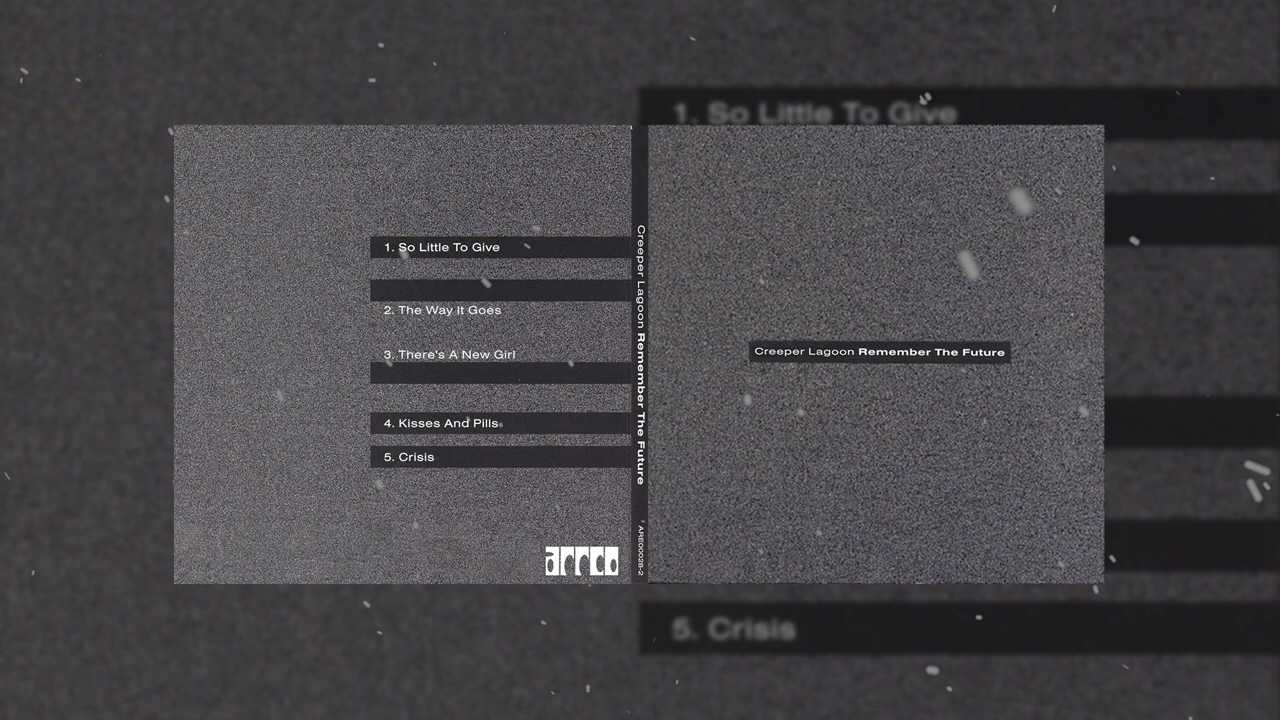 1. So Little To Give
1. So Little To Give
2. The Way It Goes
3. There's A New Girl
4. Kisses And Pills
5. Crisis
arrco
Creeper Lagoon Remember The Future
ARE00028-2
Creeper Lagoon Remember The Future
5. Crisis